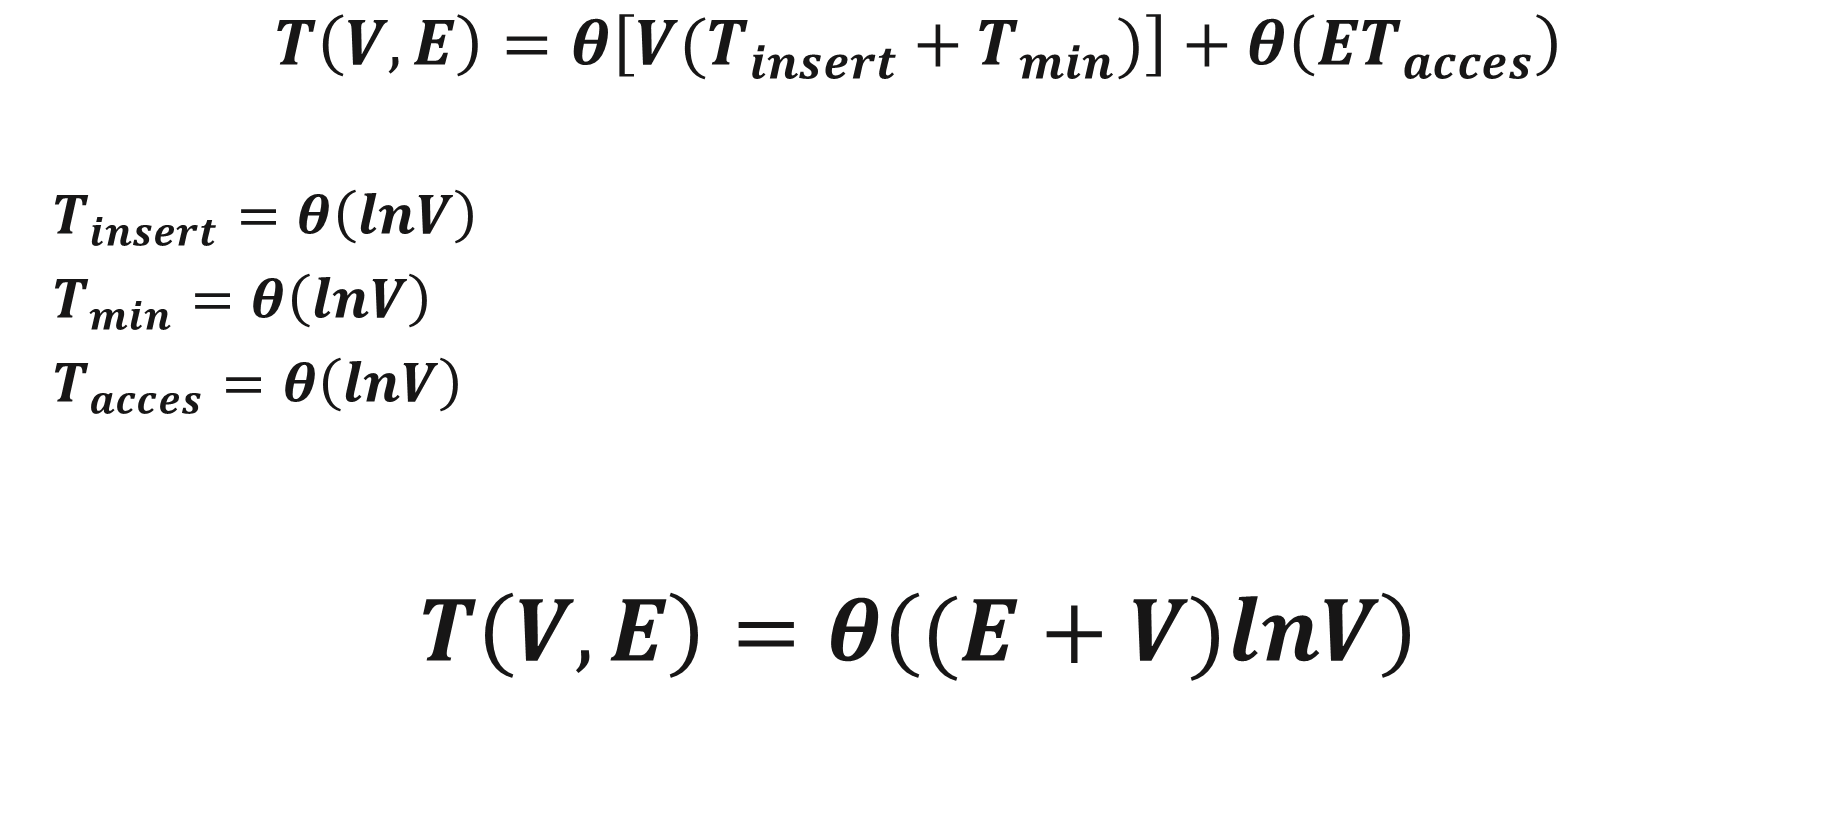 T(V, E) = θ[V(T_insert + T_min)] + θ(ET_acces)
T_insert = θ(lnV)
T_min = θ(lnV)
T_acces = θ(lnV)
T(V, E) = θ((E + V)lnV)